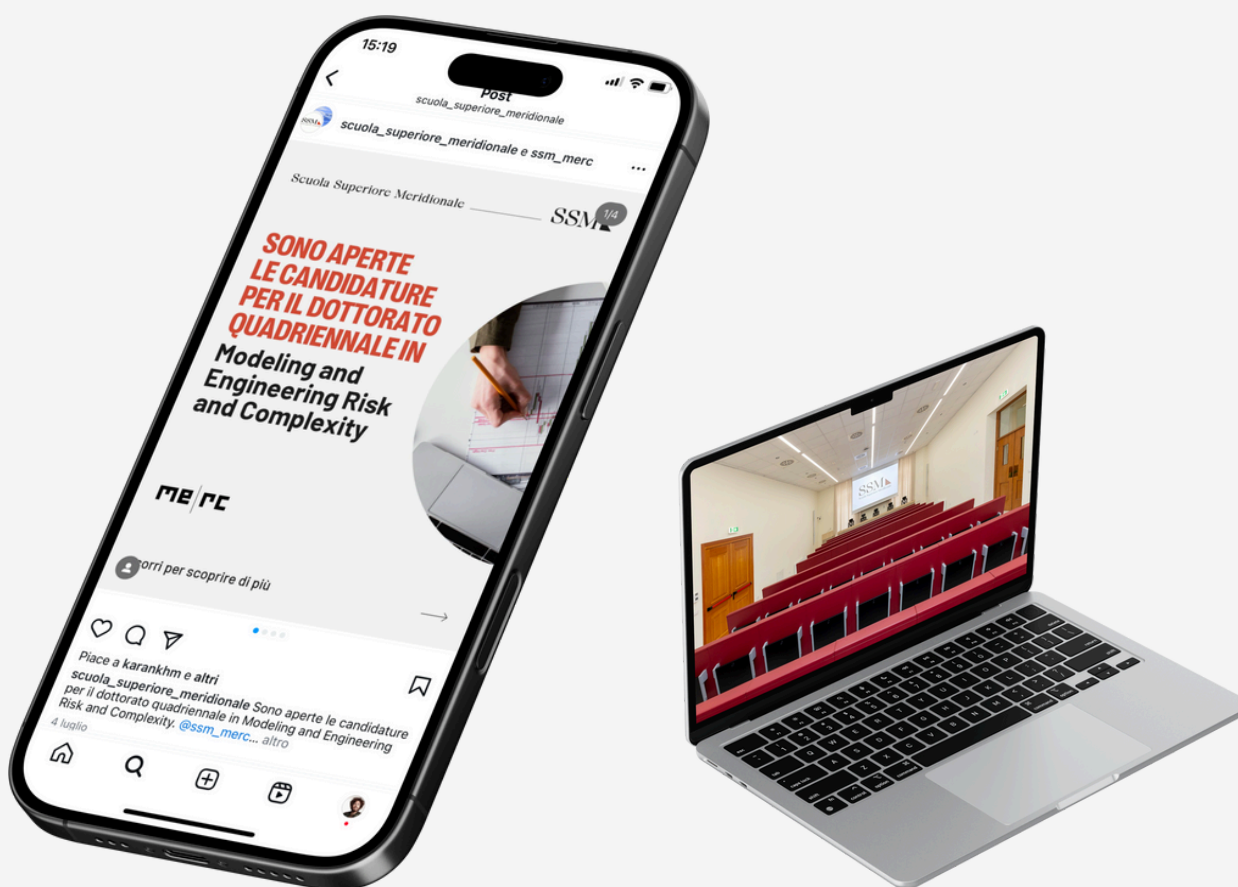 15:19
Post
scuola_superiore_meridionale
SSM
scuola_superiore_meridionale e ssm_merc
Scuola Superiore Meridionale
SSM
1/4
SONO APERTE
LE CANDIDATURE
PER IL DOTTORATO
QUADRIENNALE IN
Modeling and
Engineering Risk
and Complexity
me/rc
orri per scoprire di più
Piace a karankhm e altri
scuola_superiore_meridionale Sono aperte le candidature
per il dottorato quadriennale in Modeling and Engineering
Risk and Complexity. @ssm_merc... altro
4 luglio
SSM